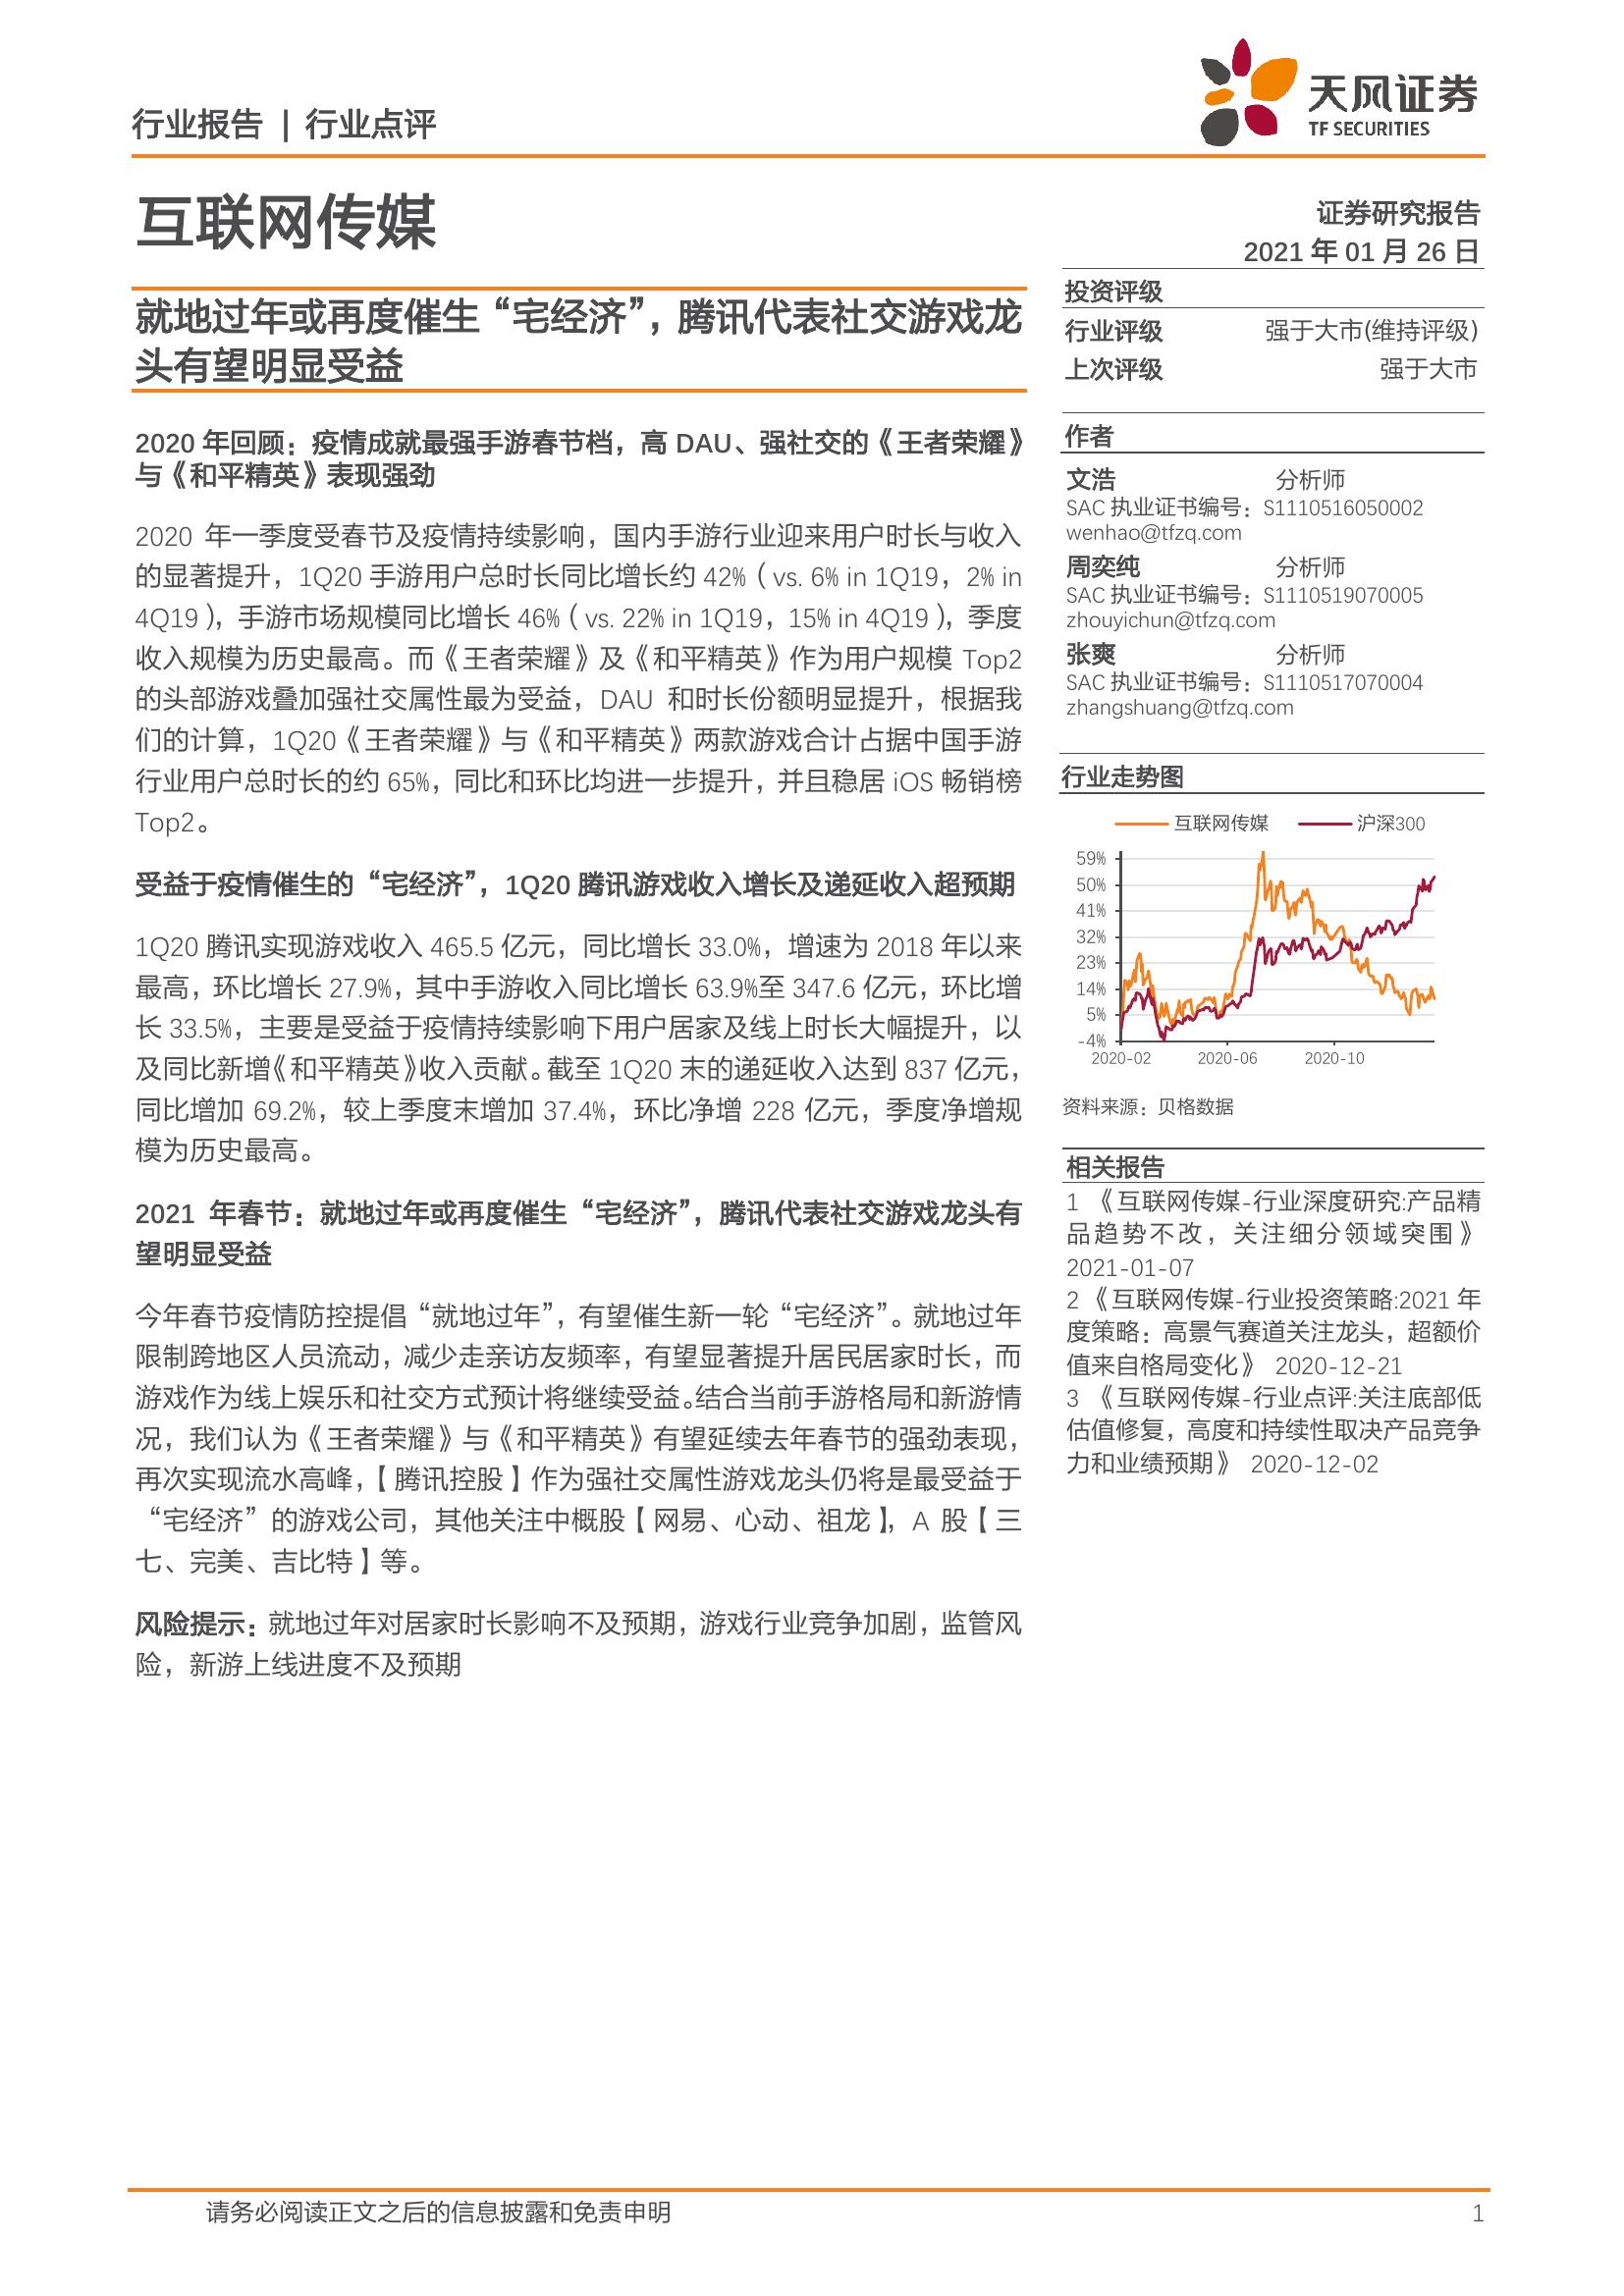 行业报告 | 行业点评
天风证券
TF SECURITIES
互联网传媒
证券研究报告
2021 年 01 月 26 日
就地过年或再度催生“宅经济”，腾讯代表社交游戏龙
头有望明显受益
2020 年回顾：疫情成就最强手游春节档，高 DAU、强社交的《王者荣耀》
与《和平精英》表现强劲
2020 年一季度受春节及疫情持续影响，国内手游行业迎来用户时长与收入
的显著提升，1Q20 手游用户总时长同比增长约 42%（vs. 6% in 1Q19，2% in
4Q19），手游市场规模同比增长 46%（vs. 22% in 1Q19，15% in 4Q19），季度
收入规模为历史最高。而《王者荣耀》及《和平精英》作为用户规模 Top2
的头部游戏叠加强社交属性最为受益，DAU 和时长份额明显提升，根据我
们的计算，1Q20《王者荣耀》与《和平精英》两款游戏合计占据中国手游
行业用户总时长的约 65%，同比和环比均进一步提升，并且稳居 iOS 畅销榜
Top2。
受益于疫情催生的“宅经济”，1Q20 腾讯游戏收入增长及递延收入超预期
1Q20 腾讯实现游戏收入 465.5 亿元，同比增长 33.0%，增速为 2018 年以来
最高，环比增长 27.9%，其中手游收入同比增长 63.9%至 347.6 亿元，环比增
长 33.5%，主要是受益于疫情持续影响下用户居家及线上时长大幅提升，以
及同比新增《和平精英》收入贡献。截至 1Q20 末的递延收入达到 837 亿元，
同比增加 69.2%，较上季度末增加 37.4%，环比净增 228 亿元，季度净增规
模为历史最高。
2021 年春节：就地过年或再度催生“宅经济”，腾讯代表社交游戏龙头有
望明显受益
今年春节疫情防控提倡“就地过年”，有望催生新一轮“宅经济”。就地过年
限制跨地区人员流动，减少走亲访友频率，有望显著提升居民居家时长，而
游戏作为线上娱乐和社交方式预计将继续受益。结合当前手游格局和新游情
况，我们认为《王者荣耀》与《和平精英》有望延续去年春节的强劲表现，
再次实现流水高峰，【腾讯控股】作为强社交属性游戏龙头仍将是最受益于
“宅经济”的游戏公司，其他关注中概股【网易、心动、祖龙】，A 股【三
七、完美、吉比特】等。
风险提示：就地过年对居家时长影响不及预期，游戏行业竞争加剧，监管风
险，新游上线进度不及预期
投资评级
行业评级 强于大市(维持评级)
上次评级 强于大市
作者
文浩 分析师
SAC 执业证书编号：S1110516050002
wenhao@tfzq.com
周奕纯 分析师
SAC 执业证书编号：S1110519070005
zhouyichun@tfzq.com
张爽 分析师
SAC 执业证书编号：S1110517070004
zhangshuang@tfzq.com
行业走势图
互联网传媒 沪深300
59%
50%
41%
32%
23%
14%
5%
-4%
2020-02 2020-06 2020-10
资料来源：贝格数据
相关报告
1 《互联网传媒-行业深度研究:产品精
品趋势不改，关注细分领域突围》
2021-01-07
2 《互联网传媒-行业投资策略:2021 年
度策略：高景气赛道关注龙头，超额价
值来自格局变化》 2020-12-21
3 《互联网传媒-行业点评:关注底部低
估值修复，高度和持续性取决产品竞争
力和业绩预期》 2020-12-02
请务必阅读正文之后的信息披露和免责申明 1